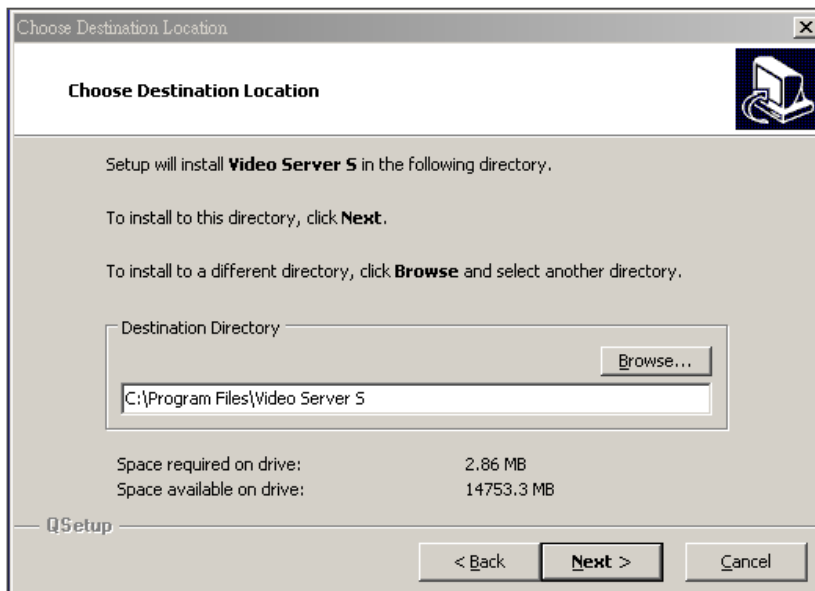 Choose Destination Location
Choose Destination Location
Setup will install Video Server S in the following directory.
To install to this directory, click Next.
To install to a different directory, click Browse and select another directory.
Destination Directory
Browse...
C:\Program Files\Video Server S
Space required on drive: 2.86 MB
Space available on drive: 14753.3 MB
QSetup
< Back Next > Cancel